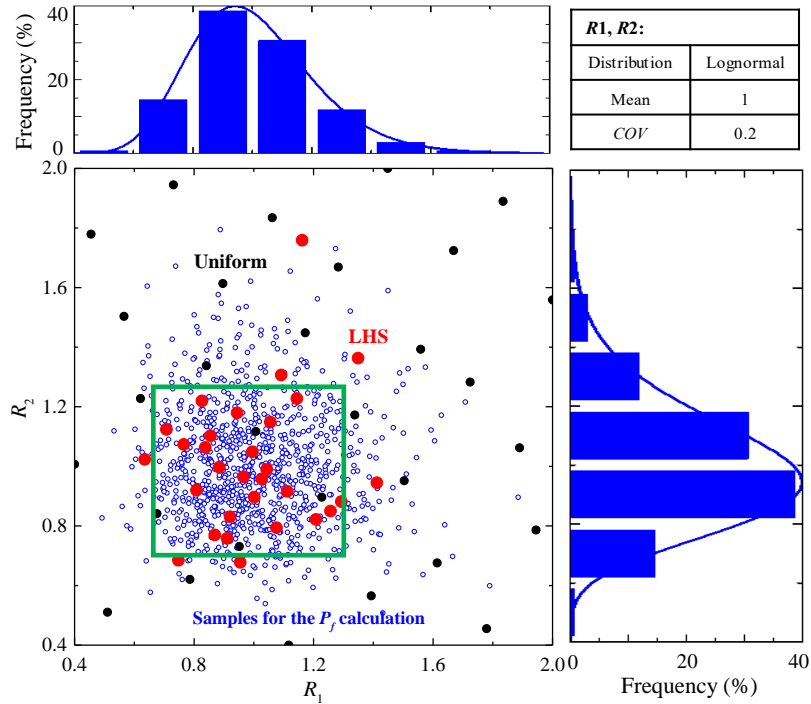 40
20
0
Frequency (%)
R1, R2:
Distribution Lognormal
Mean 1
COV 0.2
2.0
1.6
1.2
0.8
0.4
R2
Uniform
LHS
Samples for the Pf calculation
0.4 0.8 1.2 1.6 2.0
R1
0 20 40
Frequency (%)